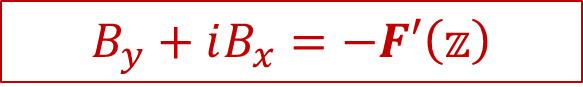 B_y + iB_x = −F′(𝕫)